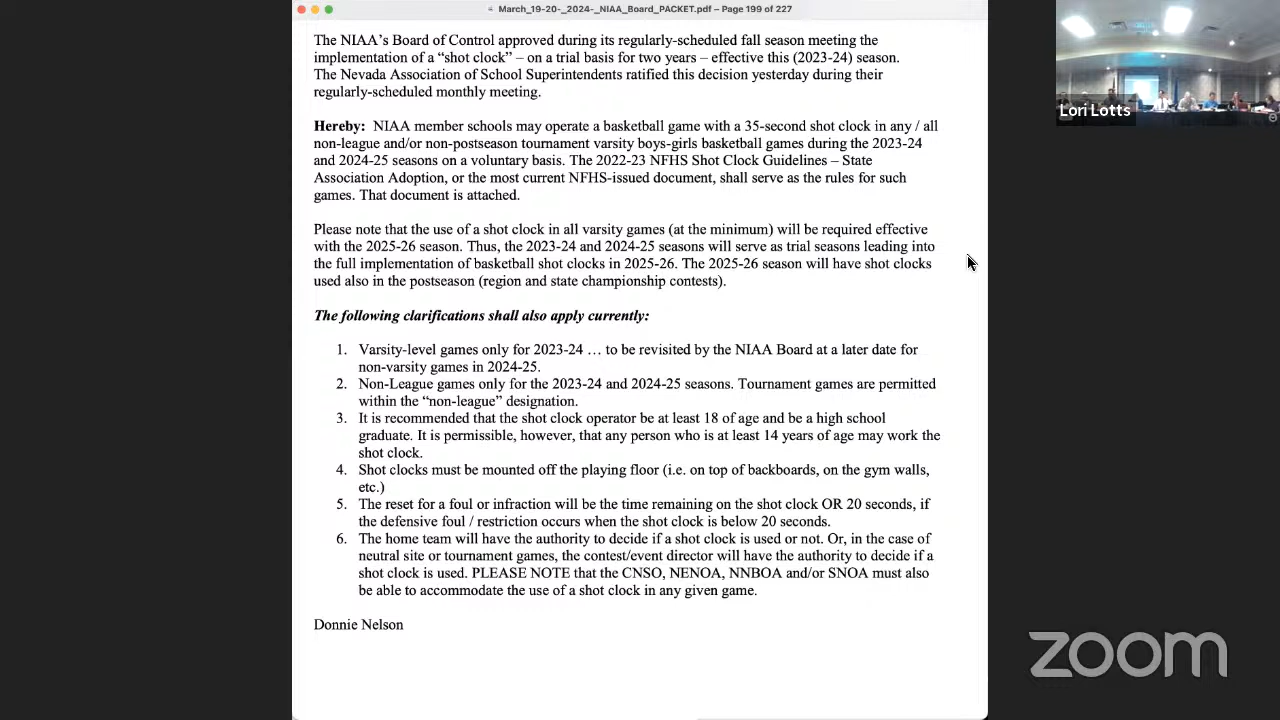 March_19-20-_2024-_NIAA_Board_PACKET.pdf – Page 199 of 227
The NIAA's Board of Control approved during its regularly-scheduled fall season meeting the
implementation of a “shot clock” – on a trial basis for two years – effective this (2023-24) season.
The Nevada Association of School Superintendents ratified this decision yesterday during their
regularly-scheduled monthly meeting.
Hereby: NIAA member schools may operate a basketball game with a 35-second shot clock in any / all
non-league and/or non-postseason tournament varsity boys-girls basketball games during the 2023-24
and 2024-25 seasons on a voluntary basis. The 2022-23 NFHS Shot Clock Guidelines – State
Association Adoption, or the most current NFHS-issued document, shall serve as the rules for such
games. That document is attached.
Please note that the use of a shot clock in all varsity games (at the minimum) will be required effective
with the 2025-26 season. Thus, the 2023-24 and 2024-25 seasons will serve as trial seasons leading into
the full implementation of basketball shot clocks in 2025-26. The 2025-26 season will have shot clocks
used also in the postseason (region and state championship contests).
The following clarifications shall also apply currently:
1. Varsity-level games only for 2023-24 … to be revisited by the NIAA Board at a later date for
non-varsity games in 2024-25.
2. Non-League games only for the 2023-24 and 2024-25 seasons. Tournament games are permitted
within the “non-league” designation.
3. It is recommended that the shot clock operator be at least 18 of age and be a high school
graduate. It is permissible, however, that any person who is at least 14 years of age may work the
shot clock.
4. Shot clocks must be mounted off the playing floor (i.e. on top of backboards, on the gym walls,
etc.)
5. The reset for a foul or infraction will be the time remaining on the shot clock OR 20 seconds, if
the defensive foul / restriction occurs when the shot clock is below 20 seconds.
6. The home team will have the authority to decide if a shot clock is used or not. Or, in the case of
neutral site or tournament games, the contest/event director will have the authority to decide if a
shot clock is used. PLEASE NOTE that the CNSO, NENOA, NNBOA and/or SNOA must also
be able to accommodate the use of a shot clock in any given game.
Donnie Nelson
Lori Lotts
zoom